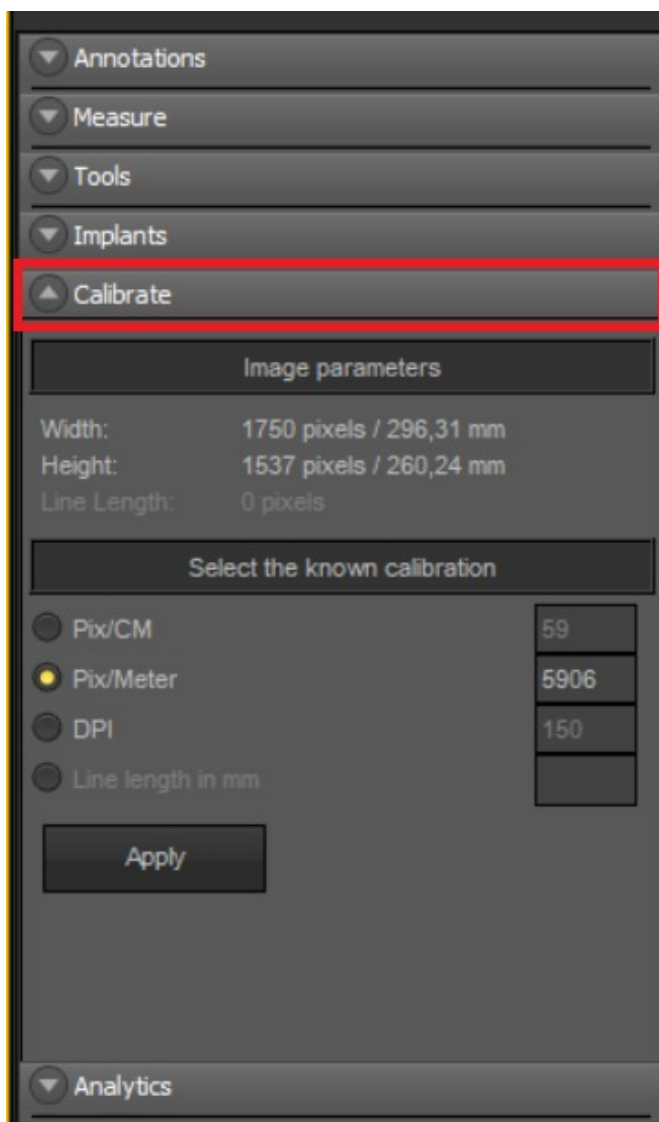 Annotations
Measure
Tools
Implants
Calibrate
Image parameters
Width: 1750 pixels / 296,31 mm
Height: 1537 pixels / 260,24 mm
Line Length: 0 pixels
Select the known calibration
Pix/CM 59
Pix/Meter 5906
DPI 150
Line length in mm
Apply
Analytics